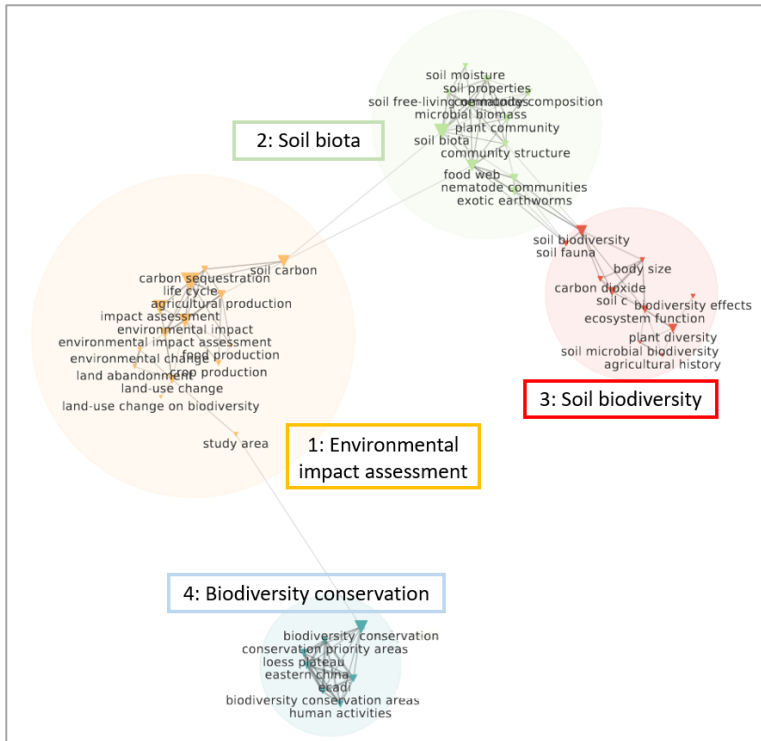 soil moisture
soil properties
soil free-living nematodes
community composition
microbial biomass
plant community
2: Soil biota
soil biota
community structure
food web
nematode communities
exotic earthworms
soil biodiversity
soil fauna
soil carbon
body size
carbon sequestration
carbon dioxide
life cycle
soil c
agricultural production
biodiversity effects
impact assessment
ecosystem function
environmental impact
plant diversity
environmental impact assessment
soil microbial biodiversity
food production
environmental change
agricultural history
crop production
land abandonment
land-use change
3: Soil biodiversity
land-use change on biodiversity
study area
1: Environmental
impact assessment
4: Biodiversity conservation
biodiversity conservation
conservation priority areas
loess plateau
eastern china
ecadi
biodiversity conservation areas
human activities